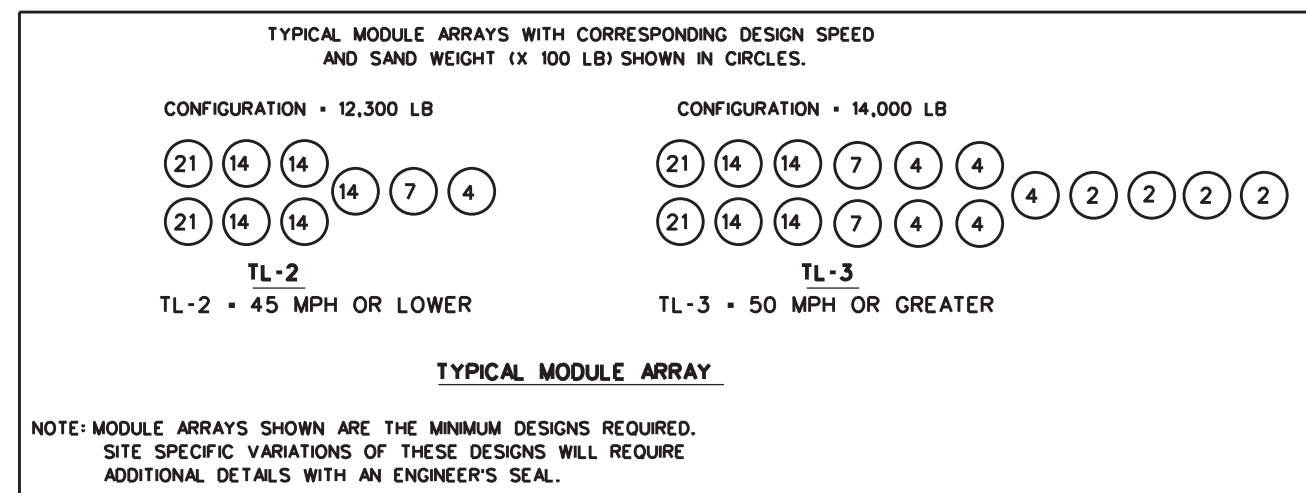 TYPICAL MODULE ARRAYS WITH CORRESPONDING DESIGN SPEED
AND SAND WEIGHT (X 100 LB) SHOWN IN CIRCLES.
CONFIGURATION = 12,300 LB
21 14 14
14 7 4
21 14 14
TL-2
TL-2 = 45 MPH OR LOWER
CONFIGURATION = 14,000 LB
21 14 14 7 4 4
4 2 2 2 2
21 14 14 7 4 4
TL-3
TL-3 = 50 MPH OR GREATER
TYPICAL MODULE ARRAY
NOTE: MODULE ARRAYS SHOWN ARE THE MINIMUM DESIGNS REQUIRED.
SITE SPECIFIC VARIATIONS OF THESE DESIGNS WILL REQUIRE
ADDITIONAL DETAILS WITH AN ENGINEER'S SEAL.